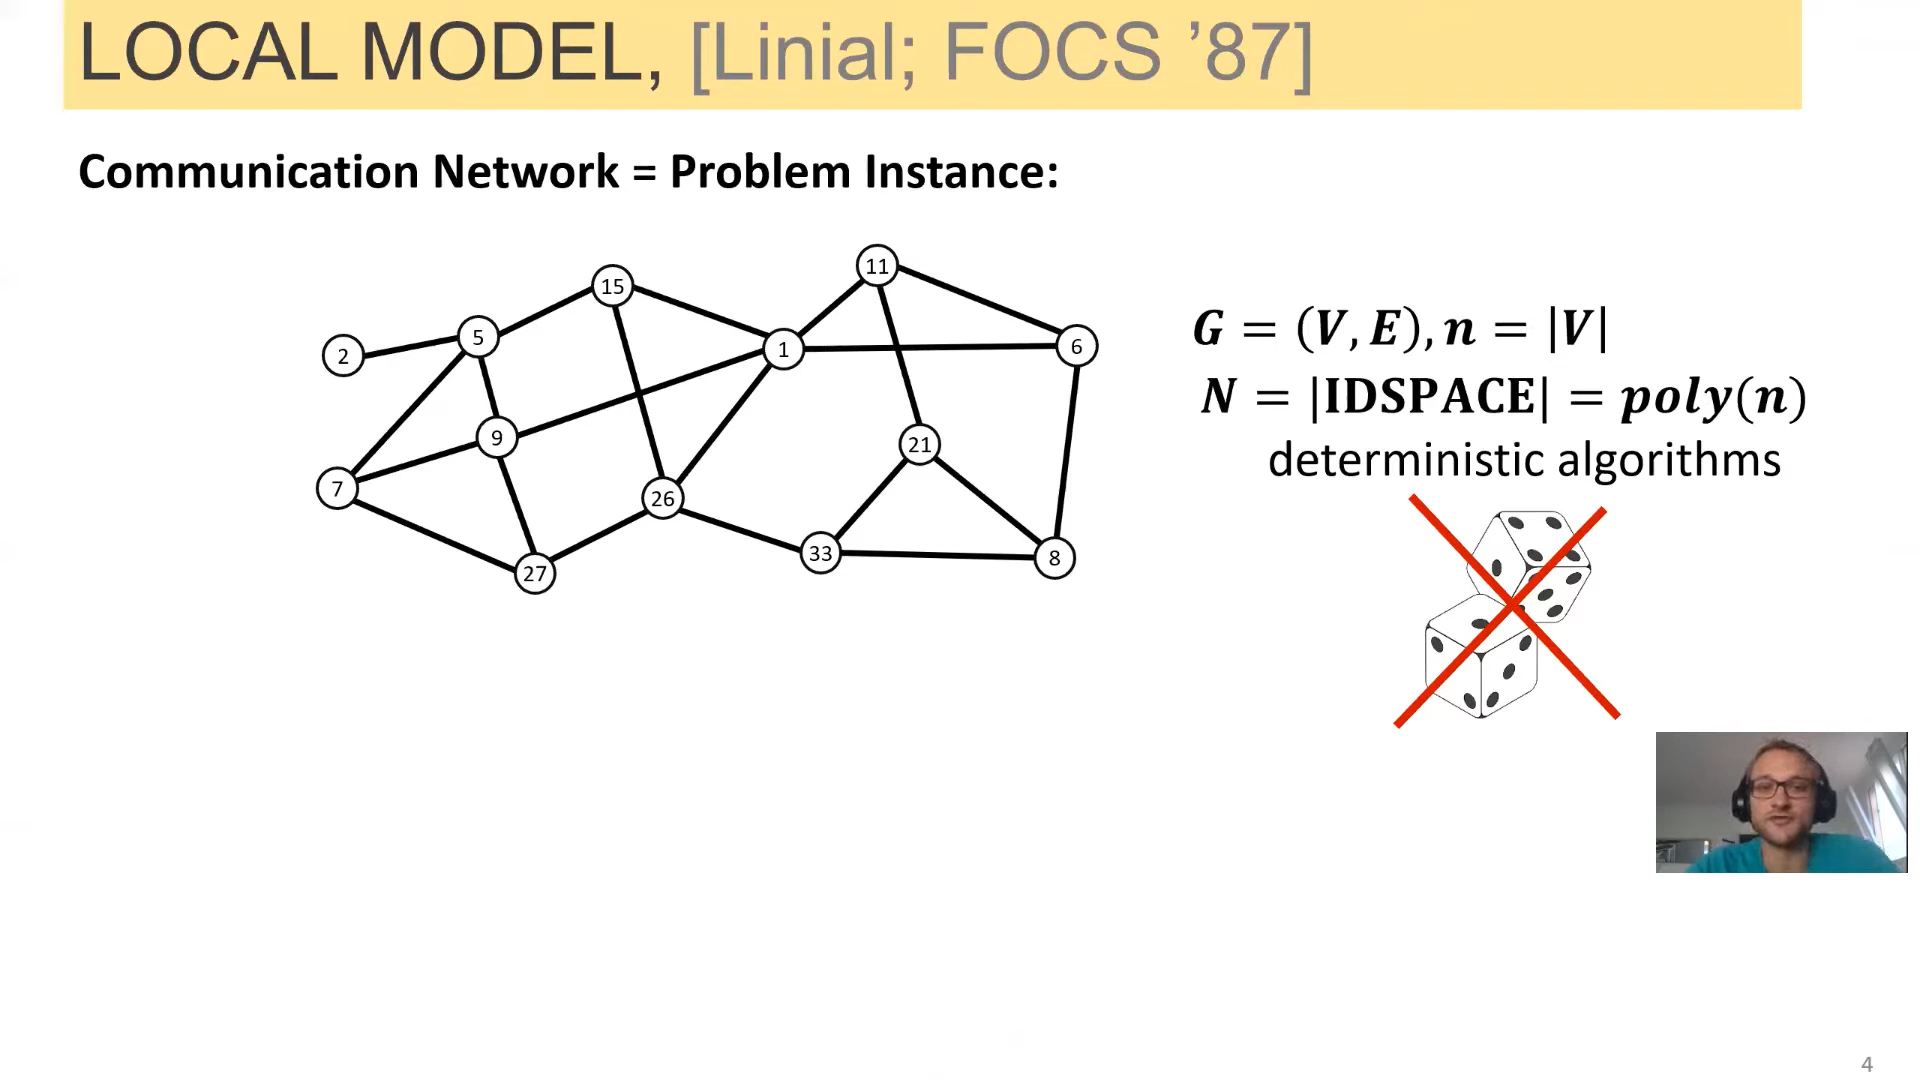 LOCAL MODEL, [Linial; FOCS ’87]
Communication Network = Problem Instance:
11
15
5
2
1
6
9
21
7
26
33
8
27
G = (V, E), n = |V|
N = |IDSPACE| = poly(n)
deterministic algorithms
4